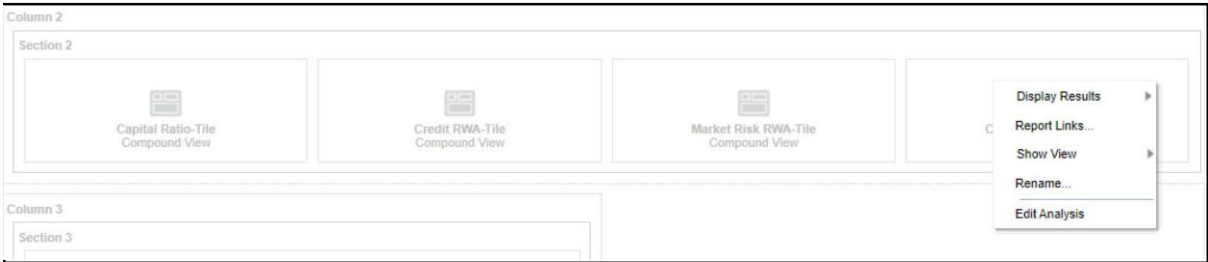 Column 2
Section 2
Capital Ratio-Tile
Compound View
Credit RWA-Tile
Compound View
Market Risk RWA-Tile
Compound View
C
Display Results
Report Links...
Show View
Rename...
Edit Analysis
Column 3
Section 3